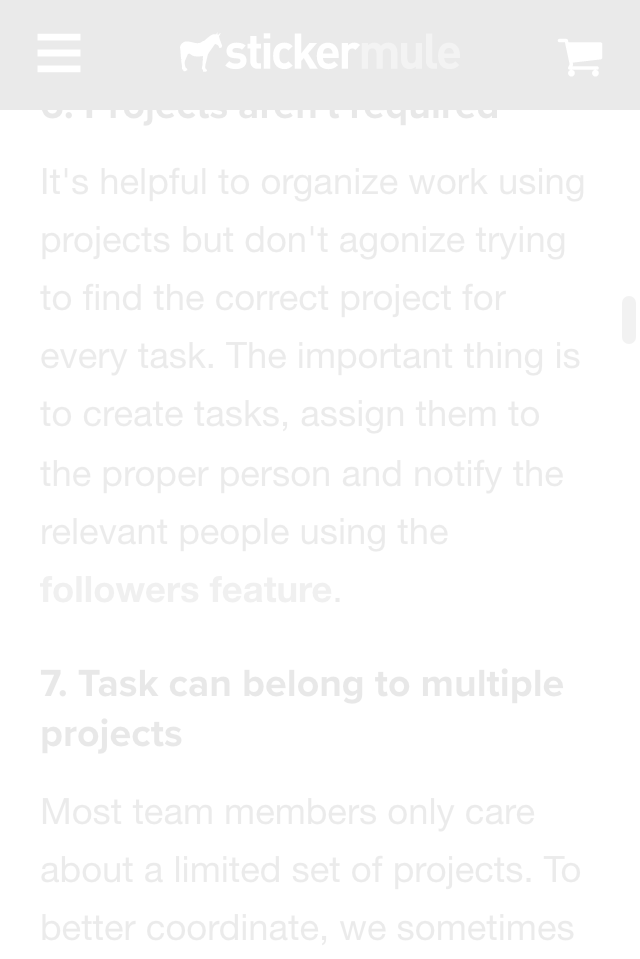 stickermule
6. Projects aren't required
It's helpful to organize work using
projects but don't agonize trying
to find the correct project for
every task. The important thing is
to create tasks, assign them to
the proper person and notify the
relevant people using the
followers feature.
7. Task can belong to multiple
projects
Most team members only care
about a limited set of projects. To
better coordinate, we sometimes